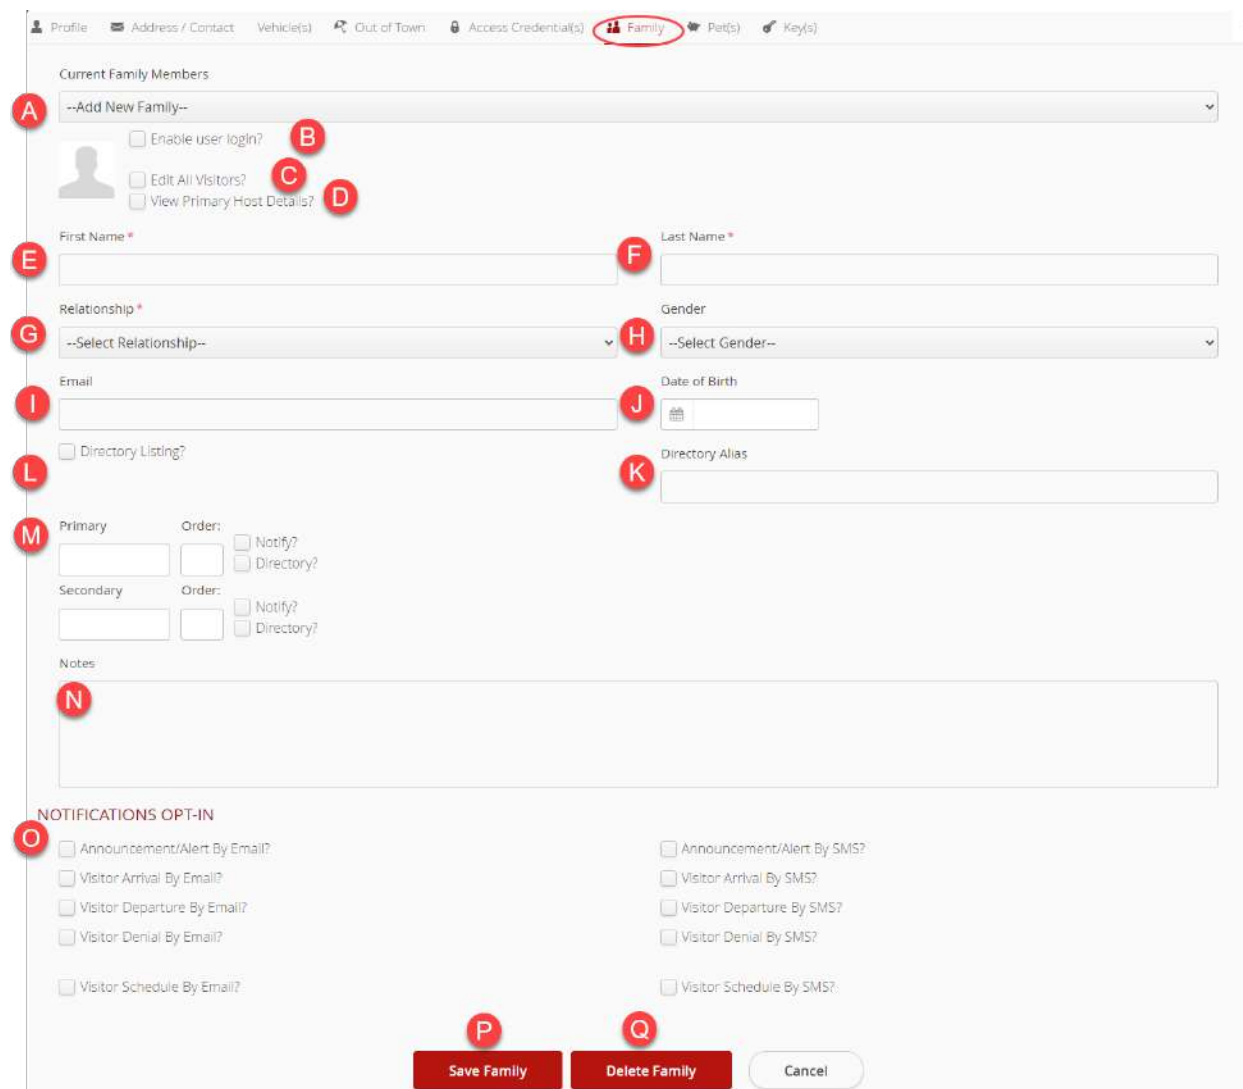 Profile Address / Contact Vehicle(s) Out of Town Access Credential(s) Family Pet(s) Key(s)
Current Family Members
A --Add New Family--
Enable user login? B
Edit All Visitors? C
View Primary Host Details? D
First Name * Last Name *
E F
Relationship * Gender
G --Select Relationship-- H --Select Gender--
Email Date of Birth
I J
Directory Listing? Directory Alias
L K
M Primary Order:
Notify?
Directory?
Secondary Order:
Notify?
Directory?
Notes
N
NOTIFICATIONS OPT-IN
O Announcement/Alert By Email? Announcement/Alert By SMS?
Visitor Arrival By Email? Visitor Arrival By SMS?
Visitor Departure By Email? Visitor Departure By SMS?
Visitor Denial By Email? Visitor Denial By SMS?
Visitor Schedule By Email? Visitor Schedule By SMS?
P Q
Save Family Delete Family Cancel